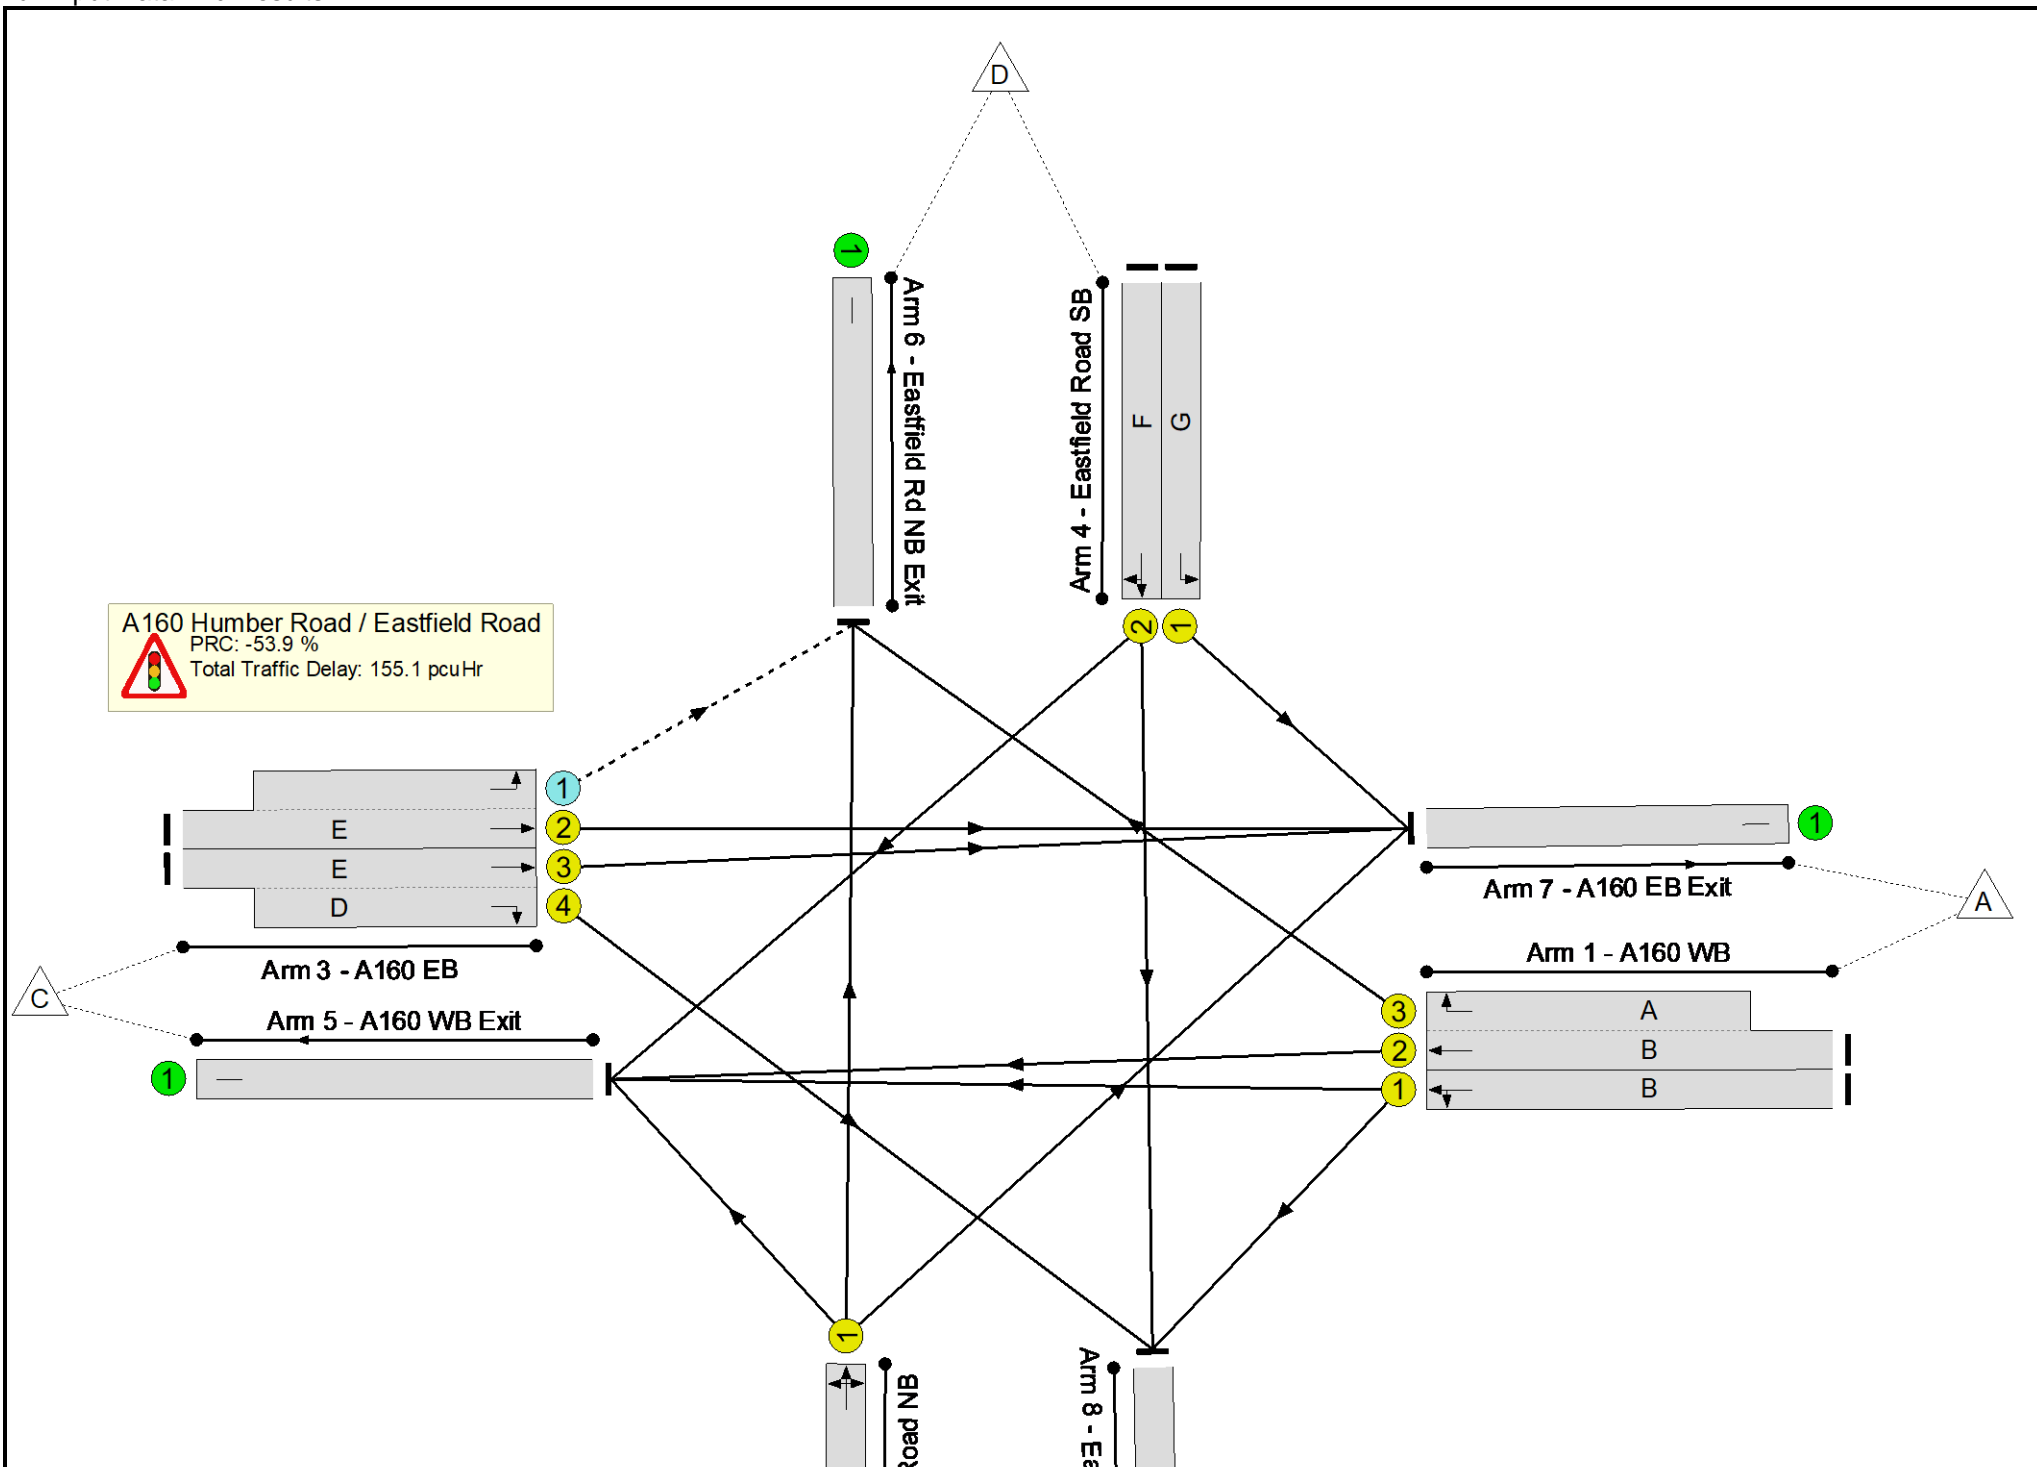 D
1
Arm 6 - Eastfield Rd NB Exit
Arm 4 - Eastfield Road SB
F
G
2
1
A160 Humber Road / Eastfield Road
PRC: -53.9 %
Total Traffic Delay: 155.1 pcuHr
1
E
2
E
3
D
4
Arm 3 - A160 EB
C
Arm 5 - A160 WB Exit
1
1
Arm 7 - A160 EB Exit
A
Arm 1 - A160 WB
3
A
2
B
1
B
1
Road NB
Arm 8 - Ea